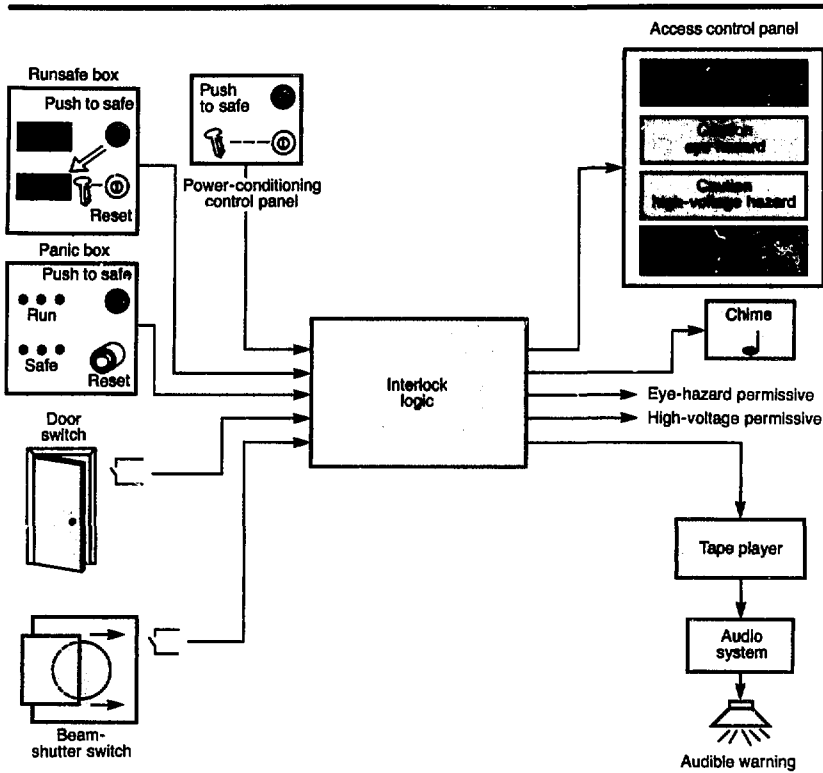 Access control panel
Caution
eye-hazard
Caution
high-voltage hazard
Runsafe box
Push to safe
Reset
Push
to safe
Power-conditioning
control panel
Panic box
Push to safe
Run
Safe
Reset
Chime
Interlock
logic
Eye-hazard permissive
High-voltage permissive
Door
switch
Tape player
Audio
system
Beam-
shutter switch
Audible warning